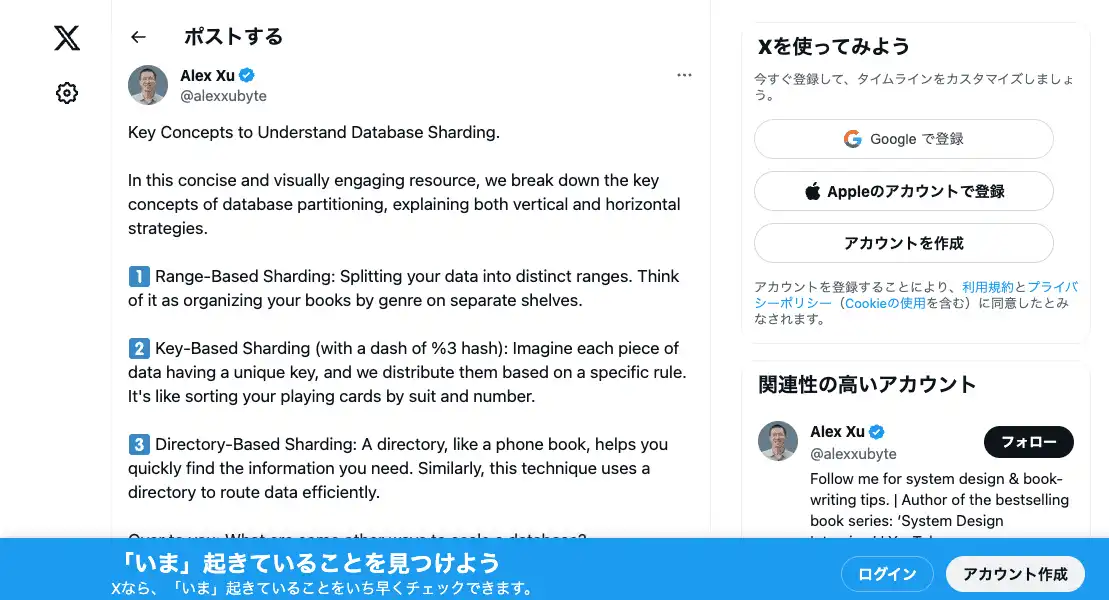 ポストする
Alex Xu
@alexxubyte
Key Concepts to Understand Database Sharding.
In this concise and visually engaging resource, we break down the key
concepts of database partitioning, explaining both vertical and horizontal
strategies.
1 Range-Based Sharding: Splitting your data into distinct ranges. Think
of it as organizing your books by genre on separate shelves.
2 Key-Based Sharding (with a dash of %3 hash): Imagine each piece of
data having a unique key, and we distribute them based on a specific rule.
It's like sorting your playing cards by suit and number.
3 Directory-Based Sharding: A directory, like a phone book, helps you
quickly find the information you need. Similarly, this technique uses a
directory to route data efficiently.
Over to you: What are some other ways to scale a database?
Xを使ってみよう
今すぐ登録して、タイムラインをカスタマイズしましょ
う。
Google で登録
Appleのアカウントで登録
アカウントを作成
アカウントを登録することにより、利用規約とプライバ
シーポリシー（Cookieの使用を含む）に同意したとみ
なされます。
関連性の高いアカウント
Alex Xu
@alexxubyte
フォロー
Follow me for system design & book-
writing tips. | Author of the bestselling
book series: ‘System Design
「いま」起きていることを見つけよう
Xなら、「いま」起きていることをいち早くチェックできます。
ログイン
アカウント作成